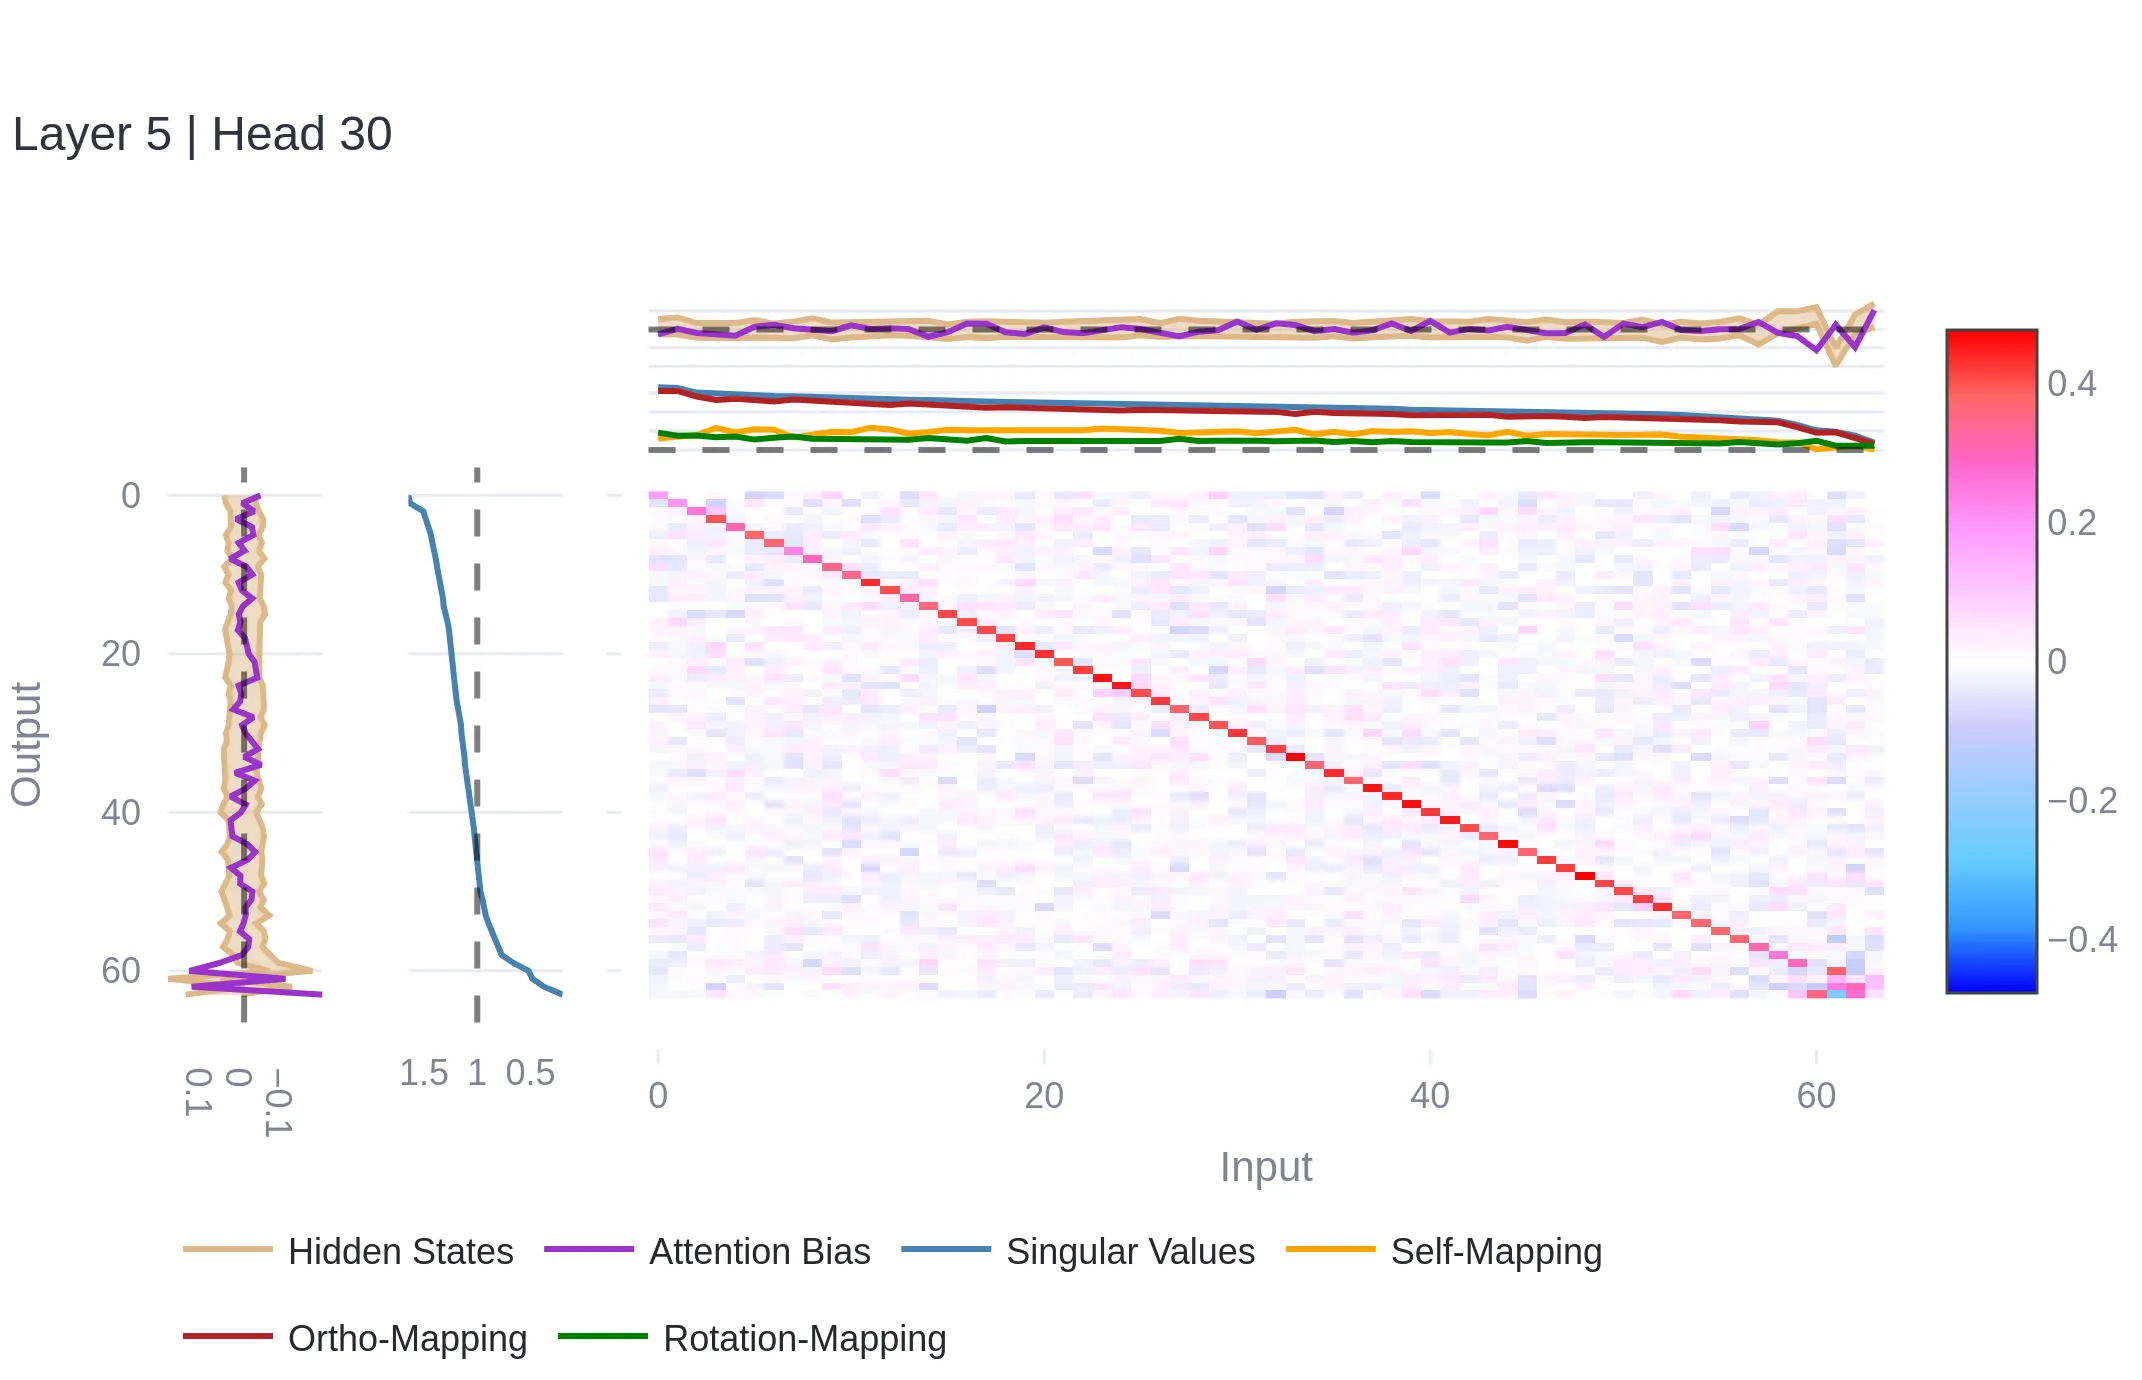 Layer 5 | Head 30
0
20
40
60
Output
0.1
0
−0.1
1.5 1 0.5
0 20 40 60
Input
0.4
0.2
0
−0.2
−0.4
Hidden States Attention Bias Singular Values Self-Mapping
Ortho-Mapping Rotation-Mapping